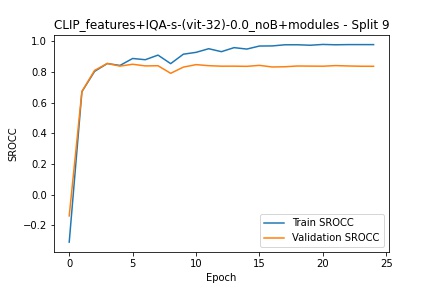 CLIP_features+IQA-s-(vit-32)-0.0_noB+modules - Split 9
SROCC
1.0
0.8
0.6
0.4
0.2
0.0
−0.2
0
5
10
15
20
25
Epoch
Train SROCC
Validation SROCC